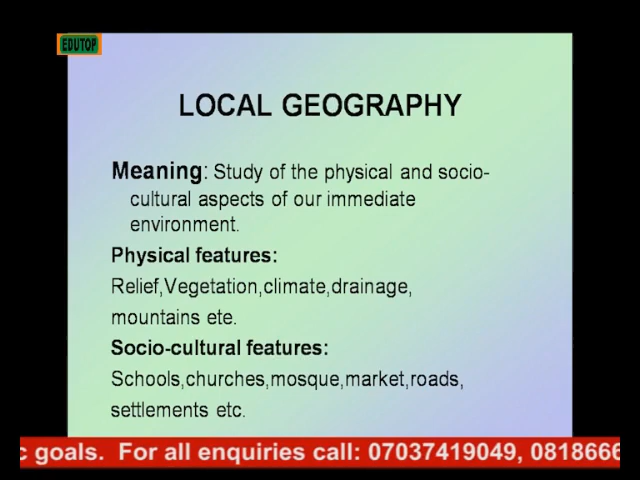 EDUTOP
LOCAL GEOGRAPHY
Meaning: Study of the physical and socio-
cultural aspects of our immediate
environment.
Physical features:
Relief,Vegetation,climate,drainage,
mountains ete.
Socio-cultural features:
Schools,churches,mosque,market,roads,
settlements etc.
c goals. For all enquiries call: 07037419049, 0818666